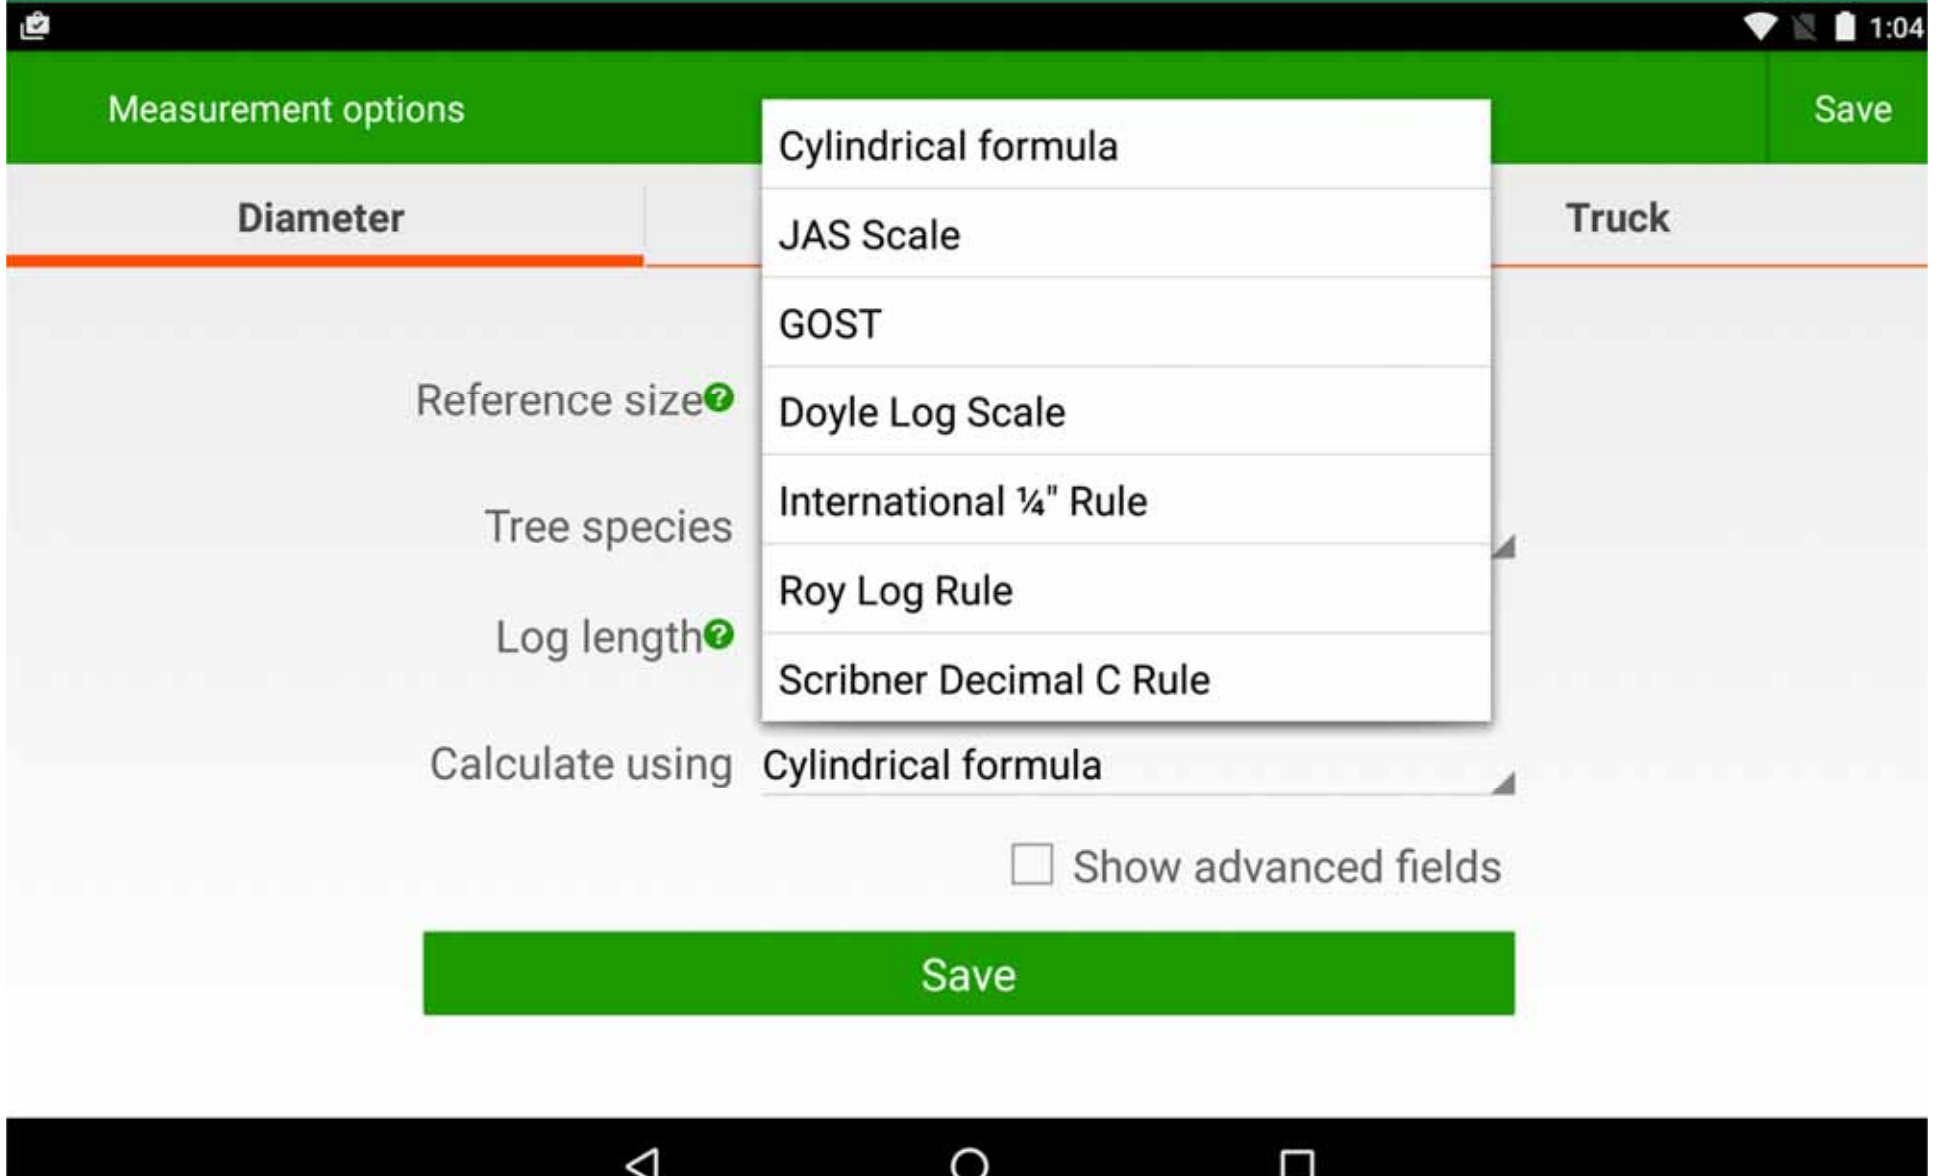 1:04
Measurement options
Save
Diameter
Truck
Cylindrical formula
JAS Scale
GOST
Doyle Log Scale
International ¼" Rule
Roy Log Rule
Scribner Decimal C Rule
Reference size?
Tree species
Log length?
Calculate using Cylindrical formula
Show advanced fields
Save